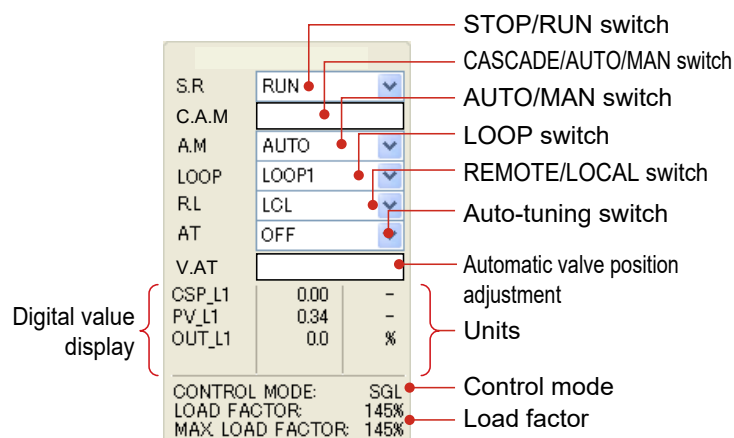 STOP/RUN switch
S.R RUN
CASCADE/AUTO/MAN switch
C.A.M
AUTO/MAN switch
A.M AUTO
LOOP switch
LOOP LOOP1
REMOTE/LOCAL switch
R.L LCL
Auto-tuning switch
AT OFF
V.AT
Automatic valve position
adjustment
Digital value
display
CSP_L1 0.00 –
PV_L1 0.34 –
OUT_L1 0.0 %
Units
CONTROL MODE: SGL
Control mode
LOAD FACTOR: 145%
Load factor
MAX. LOAD FACTOR: 145%